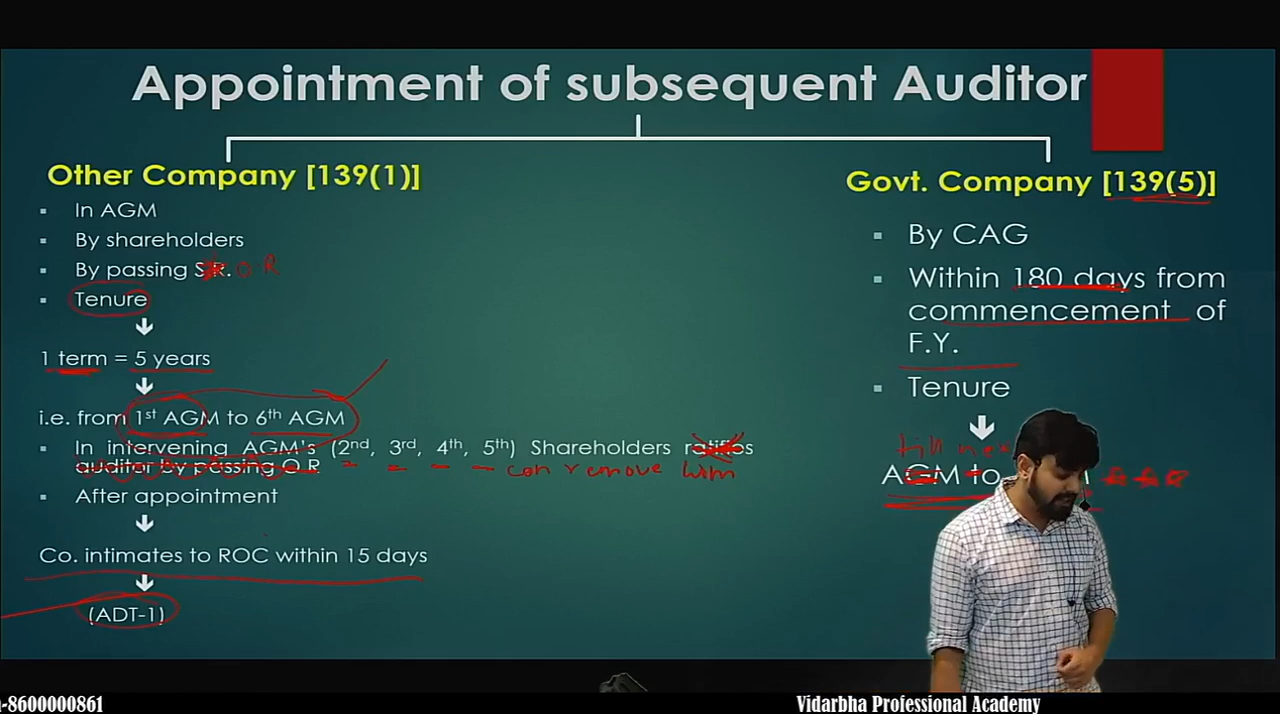 Appointment of subsequent Auditor
Other Company [139(1)]
▪ In AGM
▪ By shareholders
▪ By passing S.R. O.R
▪ Tenure
1 term = 5 years
i.e. from 1st AGM to 6th AGM
▪ In intervening AGM's (2nd, 3rd, 4th, 5th) Shareholders ratifies
auditor by passing O.R can remove him
▪ After appointment
Co. intimates to ROC within 15 days
(ADT-1)
Govt. Company [139(5)]
▪ By CAG
▪ Within 180 days from
commencement of
F.Y.
▪ Tenure
till
AGM to
-8600000861
Vidarbha Professional Academy